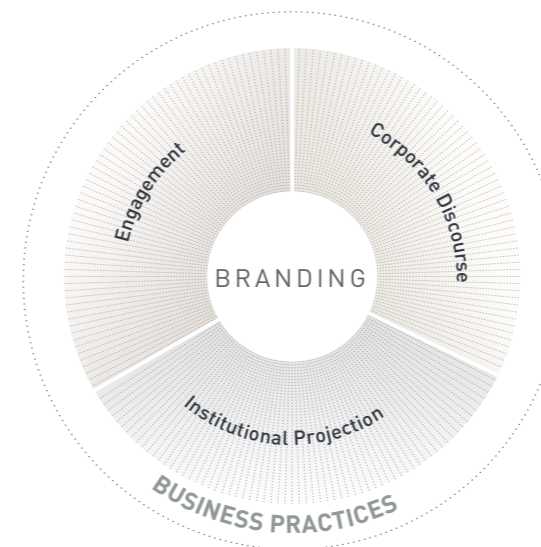 Engagement
Corporate Discourse
BRANDING
Institutional Projection
BUSINESS PRACTICES